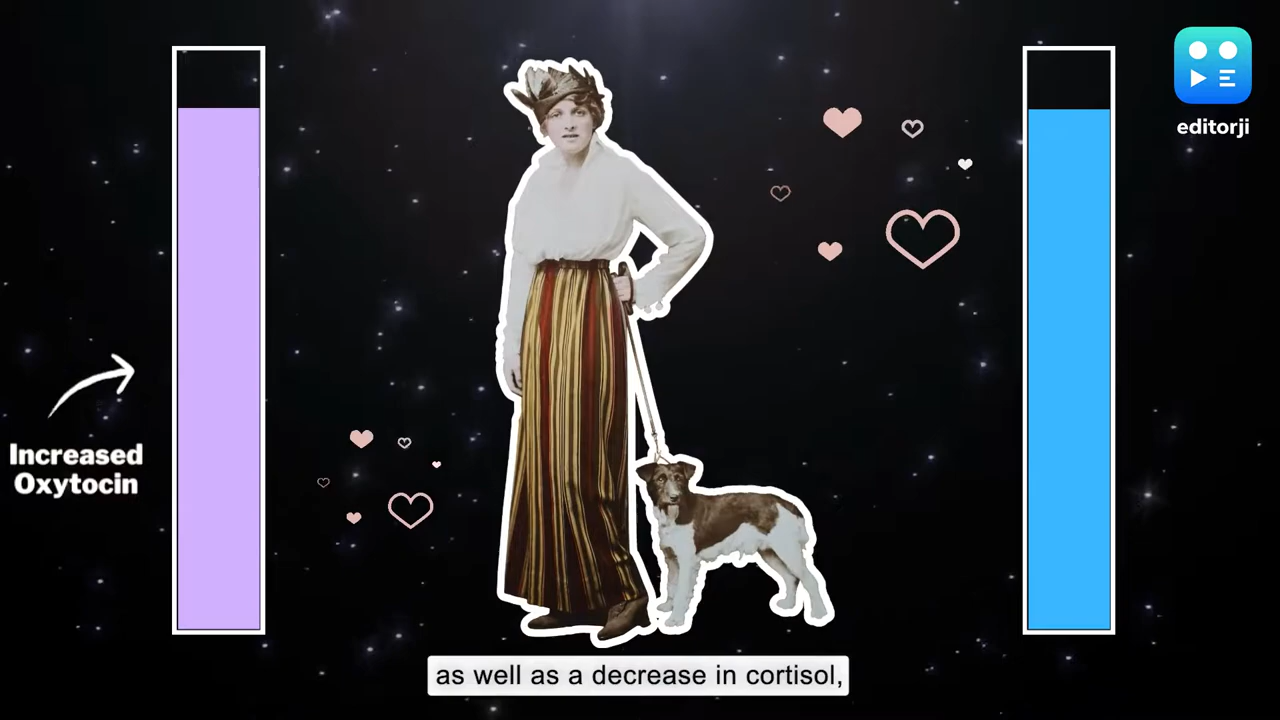 editorji
Increased
Oxytocin
as well as a decrease in cortisol,